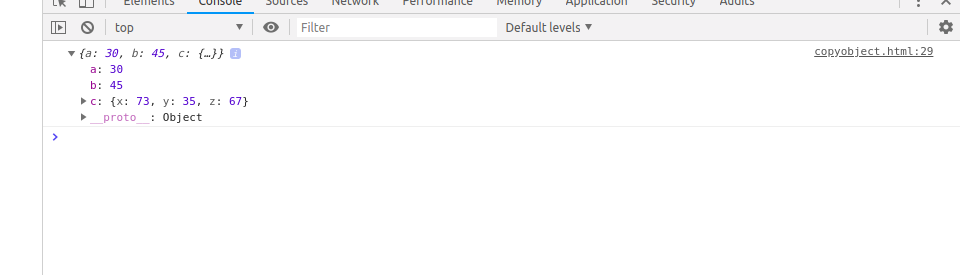 Elements Console Sources Network Performance Memory Application Security Audits
top Filter Default levels
{a: 30, b: 45, c: {…}} i copyobject.html:29
a: 30
b: 45
c: {x: 73, y: 35, z: 67}
__proto__: Object